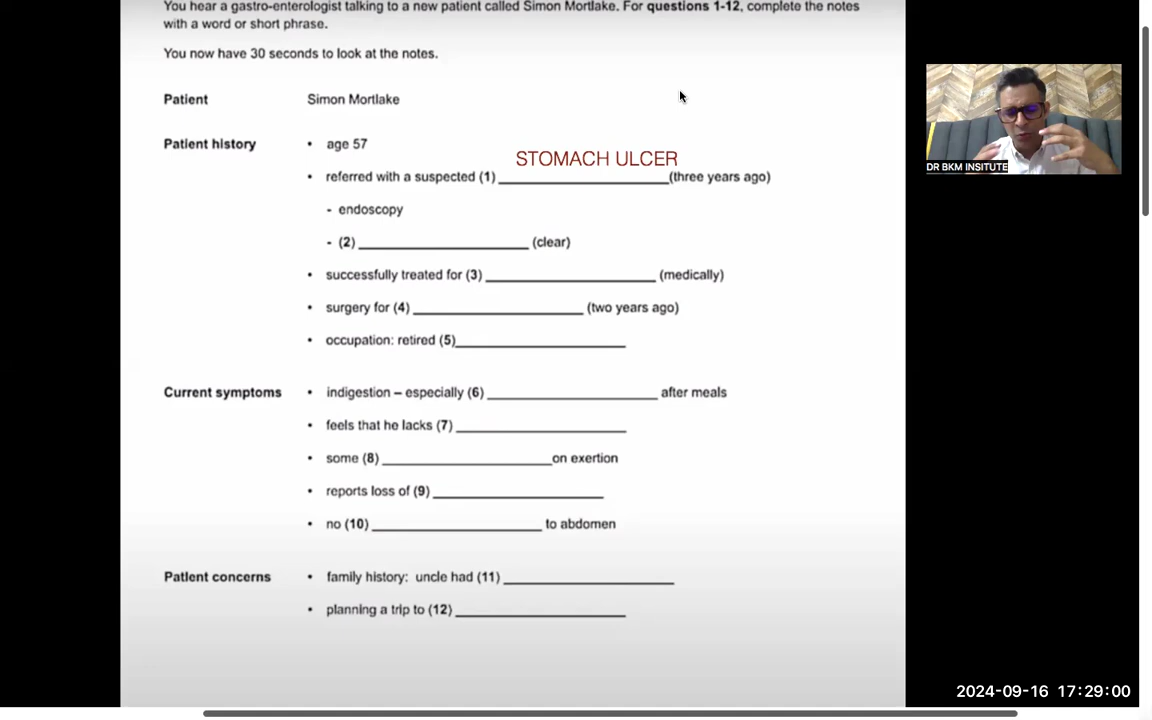 You hear a gastro-enterologist talking to a new patient called Simon Mortlake. For questions 1-12, complete the notes
with a word or short phrase.
You now have 30 seconds to look at the notes.
Patient Simon Mortlake
Patient history • age 57
STOMACH ULCER
• referred with a suspected (1) ____________________(three years ago)
- endoscopy
- (2) ____________________ (clear)
• successfully treated for (3) ____________________ (medically)
• surgery for (4) ____________________ (two years ago)
• occupation: retired (5)____________________
Current symptoms • indigestion – especially (6) ____________________ after meals
• feels that he lacks (7) ____________________
• some (8) ____________________on exertion
• reports loss of (9) ____________________
• no (10) ____________________ to abdomen
Patient concerns • family history: uncle had (11) ____________________
• planning a trip to (12) ____________________
DR BKM INSITUTE
2024-09-16 17:29:00